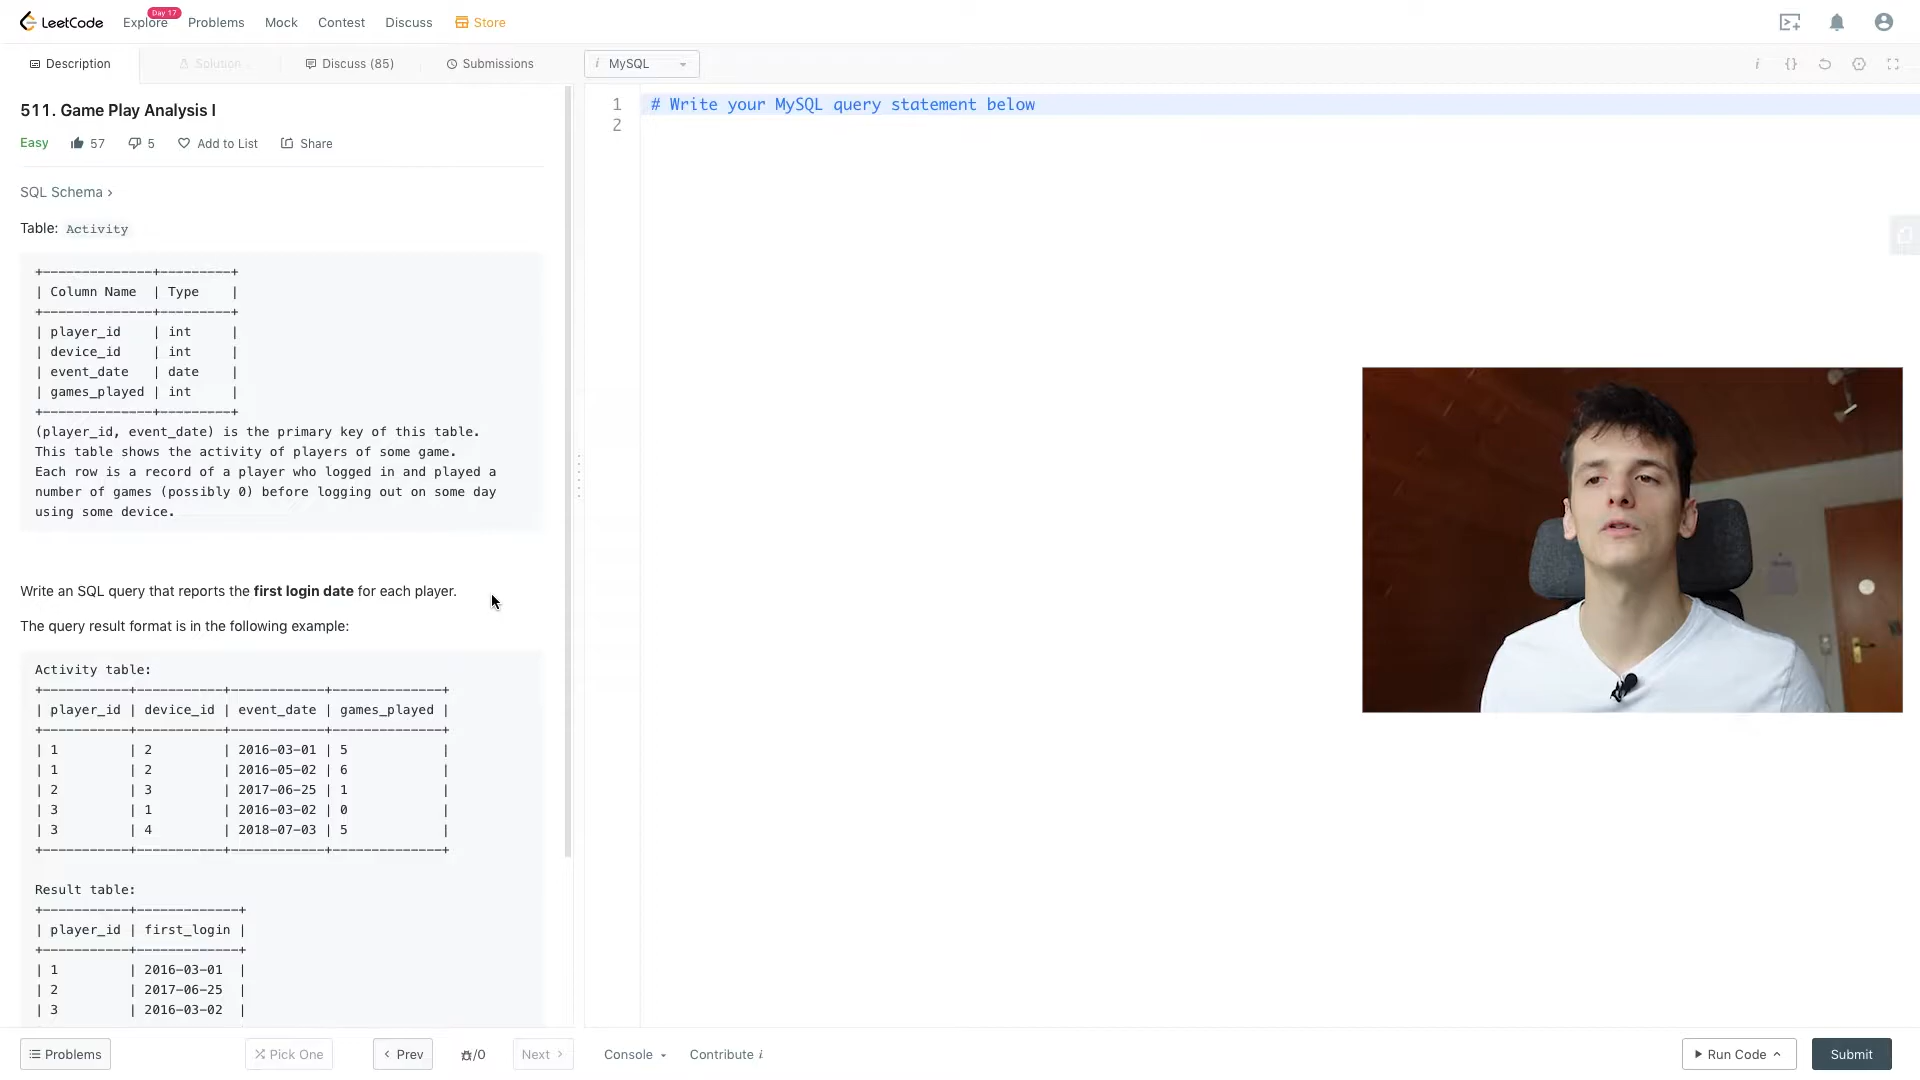 LeetCode
Explore
Day 17
Problems
Mock
Contest
Discuss
Store
Description
Solution
Discuss (85)
Submissions
i MySQL
i {}
511. Game Play Analysis I
Easy
57
5
Add to List
Share
SQL Schema ›
Table: Activity
+--------------+---------+
| Column Name  | Type    |
+--------------+---------+
| player_id    | int     |
| device_id    | int     |
| event_date   | date    |
| games_played | int     |
+--------------+---------+
(player_id, event_date) is the primary key of this table.
This table shows the activity of players of some game.
Each row is a record of a player who logged in and played a
number of games (possibly 0) before logging out on some day
using some device.
Write an SQL query that reports the first login date for each player.
The query result format is in the following example:
Activity table:
+-----------+-----------+------------+--------------+
| player_id | device_id | event_date | games_played |
+-----------+-----------+------------+--------------+
| 1         | 2         | 2016-03-01 | 5            |
| 1         | 2         | 2016-05-02 | 6            |
| 2         | 3         | 2017-06-25 | 1            |
| 3         | 1         | 2016-03-02 | 0            |
| 3         | 4         | 2018-07-03 | 5            |
+-----------+-----------+------------+--------------+
Result table:
+-----------+-------------+
| player_id | first_login |
+-----------+-------------+
| 1         | 2016-03-01  |
| 2         | 2017-06-25  |
| 3         | 2016-03-02  |
1 # Write your MySQL query statement below
2
Problems
Pick One
‹ Prev
/0
Next ›
Console
Contribute i
Run Code
Submit